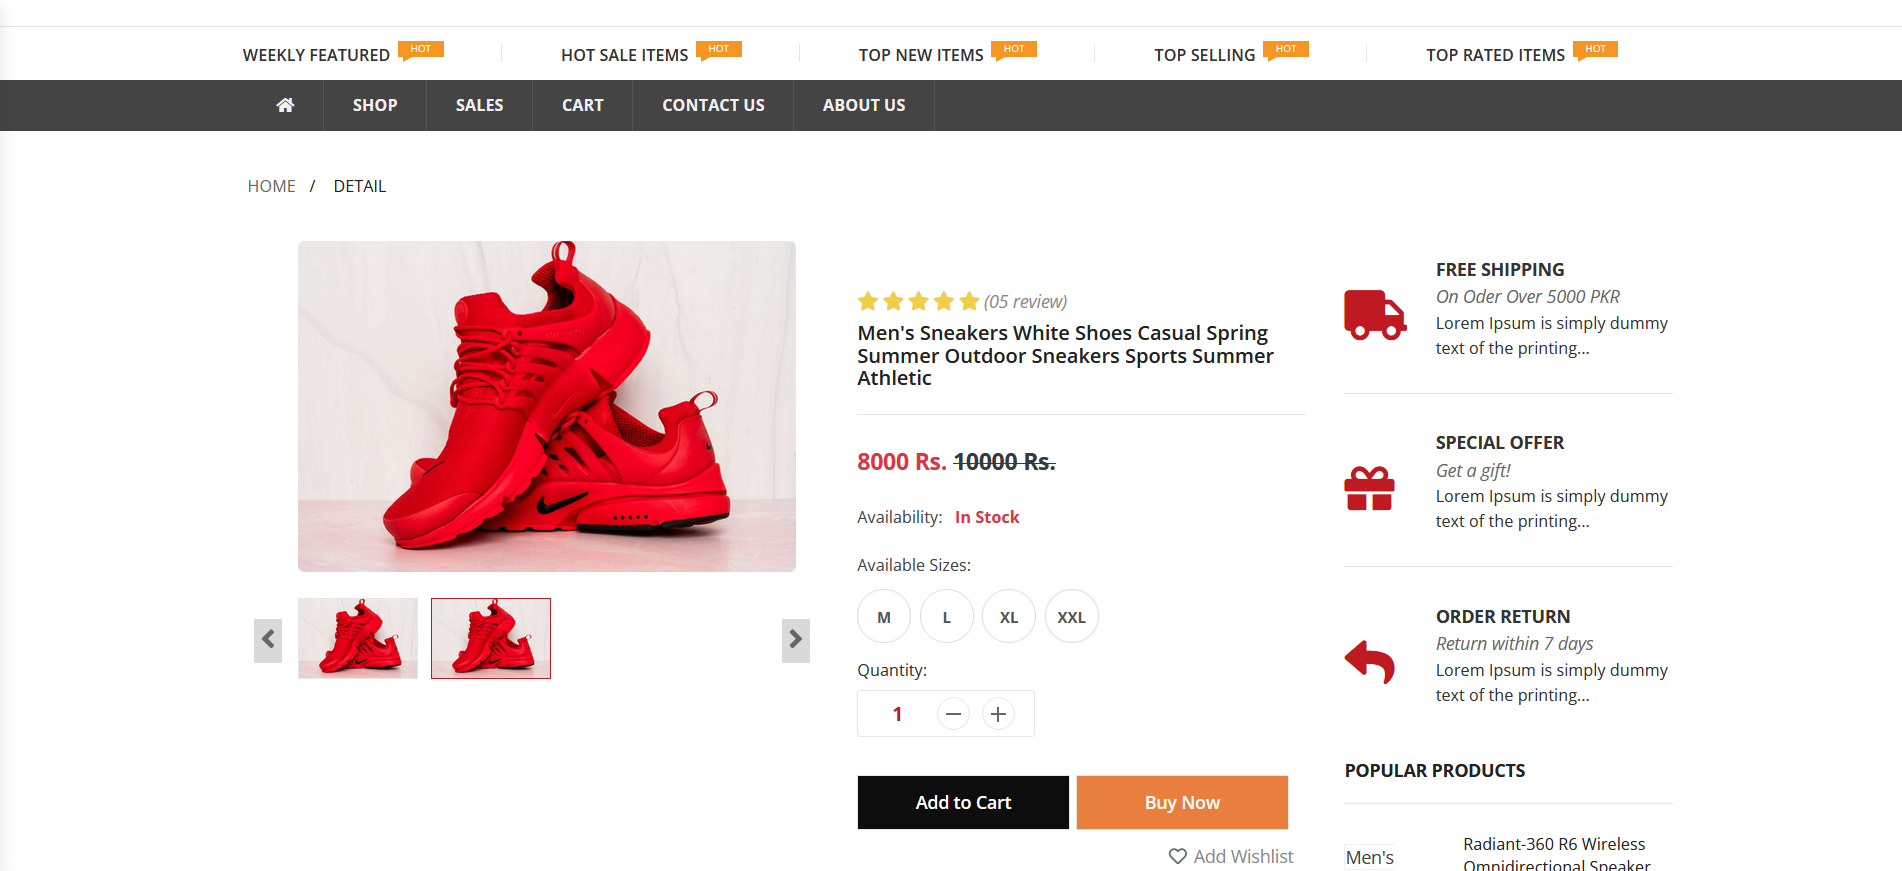 WEEKLY FEATURED HOT
HOT SALE ITEMS HOT
TOP NEW ITEMS HOT
TOP SELLING HOT
TOP RATED ITEMS HOT
SHOP
SALES
CART
CONTACT US
ABOUT US
HOME / DETAIL
(05 review)
Men's Sneakers White Shoes Casual Spring
Summer Outdoor Sneakers Sports Summer
Athletic
8000 Rs. 10000 Rs.
Availability: In Stock
Available Sizes:
M L XL XXL
Quantity:
1
Add to Cart
Buy Now
Add Wishlist
FREE SHIPPING
On Oder Over 5000 PKR
Lorem Ipsum is simply dummy
text of the printing...
SPECIAL OFFER
Get a gift!
Lorem Ipsum is simply dummy
text of the printing...
ORDER RETURN
Return within 7 days
Lorem Ipsum is simply dummy
text of the printing...
POPULAR PRODUCTS
Men's
Radiant-360 R6 Wireless
Omnidirectional Speaker